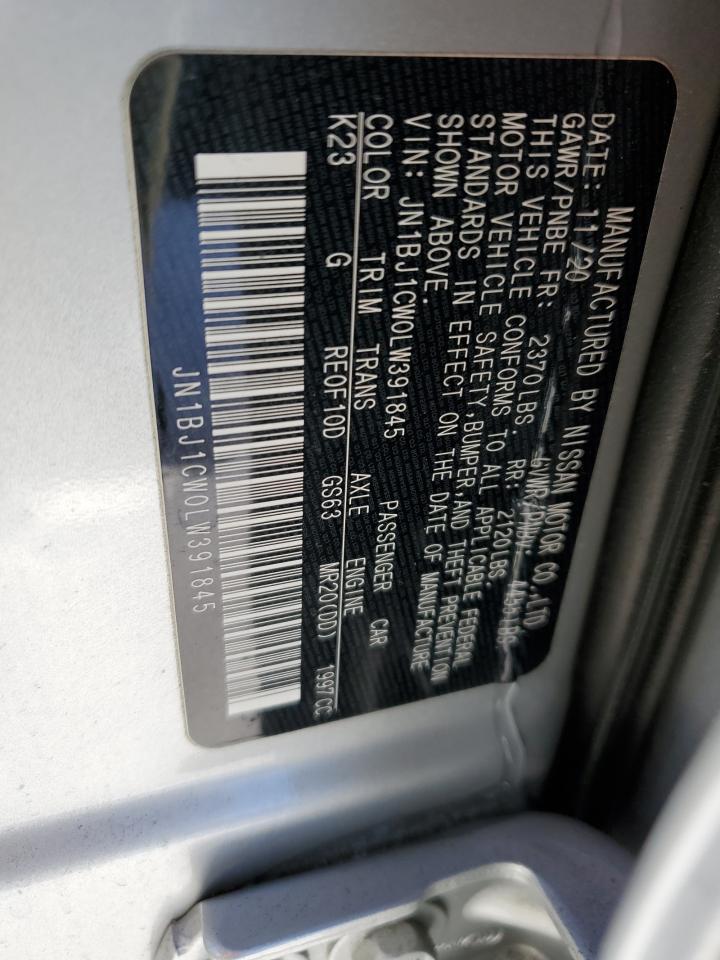 MANUFACTURED BY NISSAN MOTOR CO.,LTD.
DATE: 11/20
GAWR/PNBE FR: 2370LBS RR: 2120LBS
THIS VEHICLE CONFORMS TO ALL APPLICABLE FEDERAL
MOTOR VEHICLE SAFETY,BUMPER,AND THEFT PREVENTION
STANDARDS IN EFFECT ON THE DATE OF MANUFACTURE
SHOWN ABOVE.
VIN: JN1BJ1CW0LW391845 PASSENGER CAR
COLOR TRIM TRANS AXLE ENGINE
K23 G RE0F10D GS63 MR20(DD) 1997CC
JN1BJ1CW0LW391845